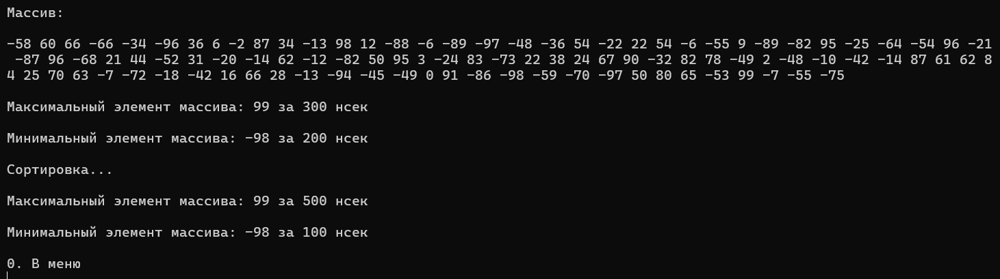 Массив:
-58 60 66 -66 -34 -96 36 6 -2 87 34 -13 98 12 -88 -6 -89 -97 -48 -36 54 -22 22 54 -6 -55 9 -89 -82 95 -25 -64 -54 96 -21
-87 96 -68 21 44 -52 31 -20 -14 62 -12 -82 50 95 3 -24 83 -73 22 38 24 67 90 -32 82 78 -49 2 -48 -10 -42 -14 87 61 62 8
4 25 70 63 -7 -72 -18 -42 16 66 28 -13 -94 -45 -49 0 91 -86 -98 -59 -70 -97 50 80 65 -53 99 -7 -55 -75
Максимальный элемент массива: 99 за 300 нсек
Минимальный элемент массива: -98 за 200 нсек
Сортировка...
Максимальный элемент массива: 99 за 500 нсек
Минимальный элемент массива: -98 за 100 нсек
0. В меню